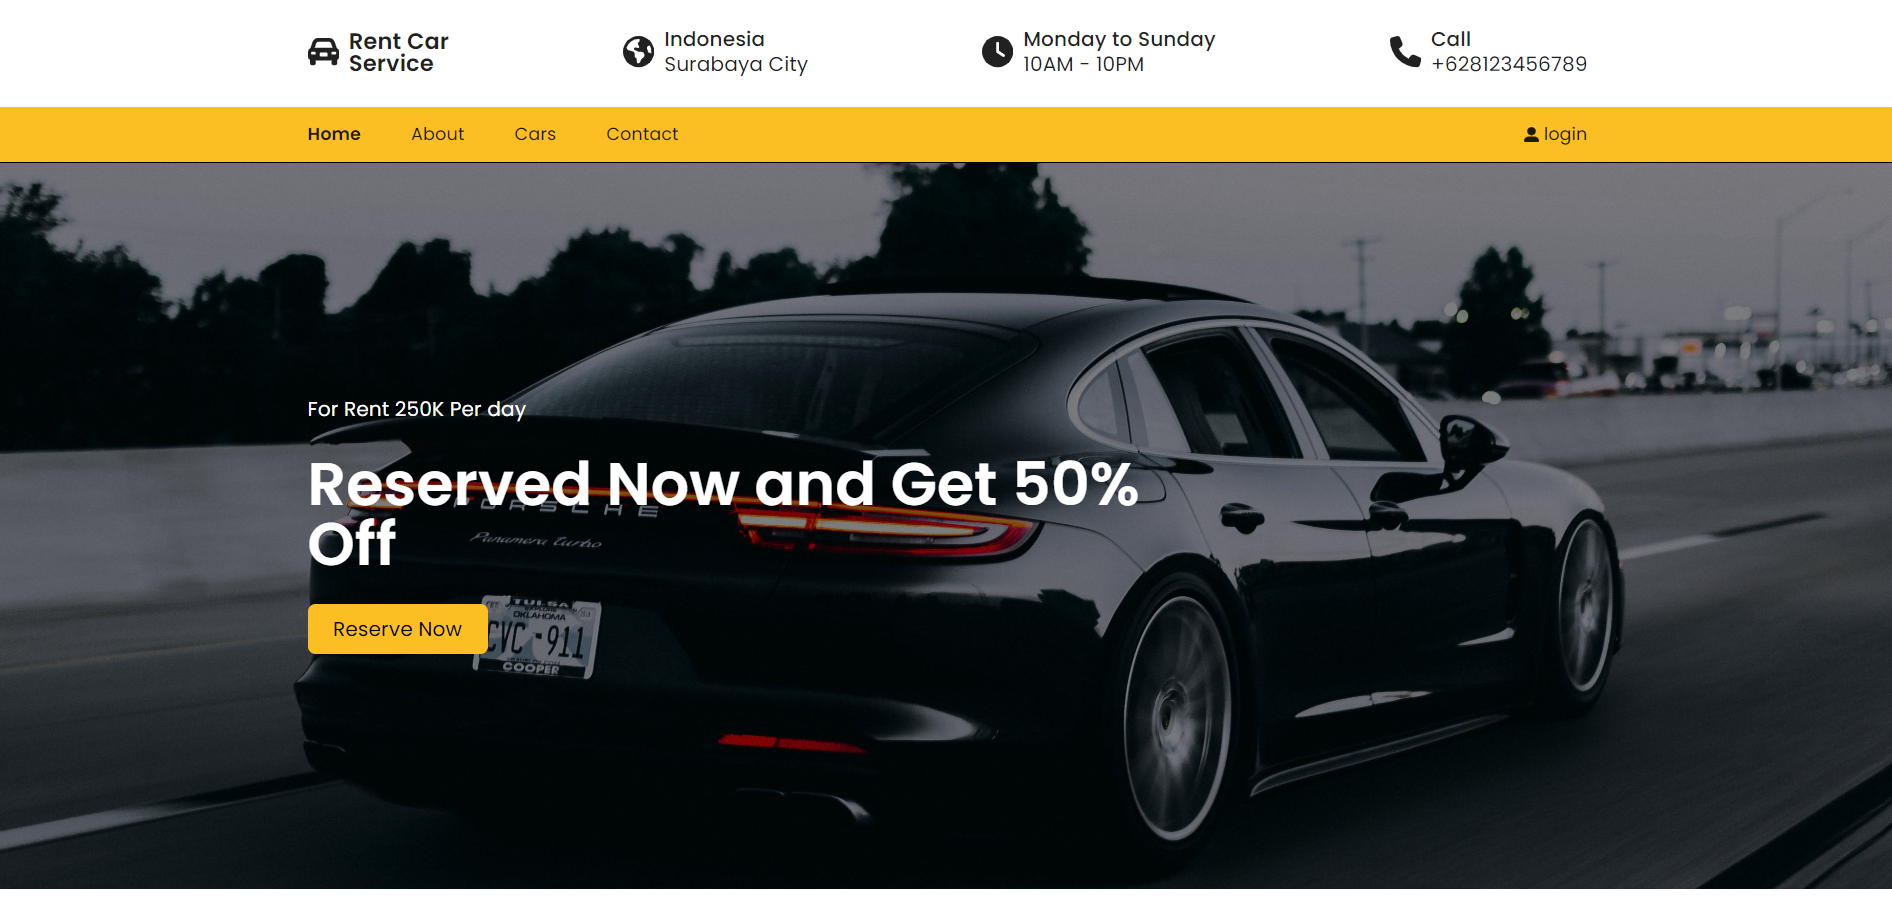 Rent Car
Service
Indonesia
Surabaya City
Monday to Sunday
10AM - 10PM
Call
+628123456789
Home
About
Cars
Contact
login
For Rent 250K Per day
Reserved Now and Get 50%
Off
PORSCHE
Panamera turbo
Reserve Now
TULSA
OKLAHOMA
CVC-911
COOPER